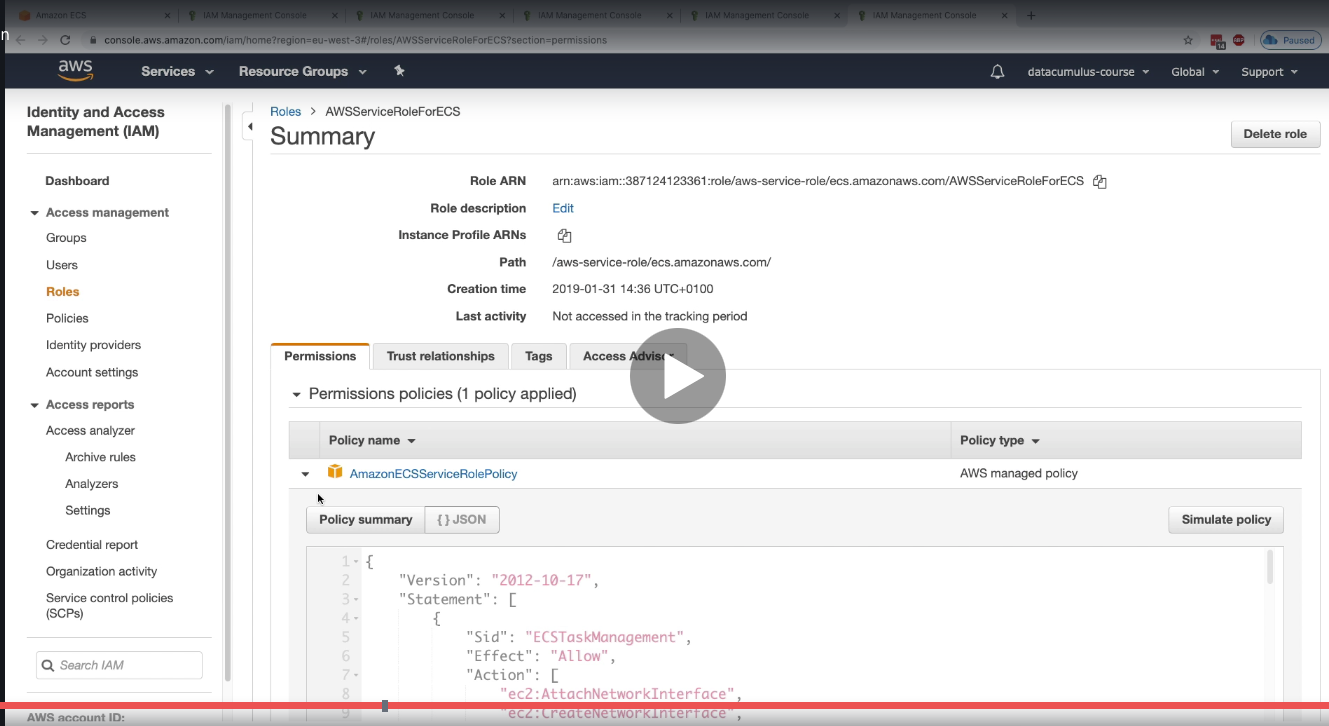 Amazon ECS
IAM Management Console
IAM Management Console
IAM Management Console
IAM Management Console
IAM Management Console
n
console.aws.amazon.com/iam/home?region=eu-west-3#/roles/AWSServiceRoleForECS?section=permissions
14
ABP
Paused
aws
Services
Resource Groups
datacumulus-course
Global
Support
Identity and Access
Management (IAM)
Dashboard
Access management
Groups
Users
Roles
Policies
Identity providers
Account settings
Access reports
Access analyzer
Archive rules
Analyzers
Settings
Credential report
Organization activity
Service control policies
(SCPs)
Search IAM
AWS account ID:
Roles > AWSServiceRoleForECS
Summary
Delete role
Role ARN arn:aws:iam::387124123361:role/aws-service-role/ecs.amazonaws.com/AWSServiceRoleForECS
Role description Edit
Instance Profile ARNs
Path /aws-service-role/ecs.amazonaws.com/
Creation time 2019-01-31 14:36 UTC+0100
Last activity Not accessed in the tracking period
Permissions Trust relationships Tags Access Advisor
Permissions policies (1 policy applied)
Policy name Policy type
AmazonECSServiceRolePolicy AWS managed policy
Policy summary { } JSON Simulate policy
1 {
2 "Version": "2012-10-17",
3 "Statement": [
4 {
5 "Sid": "ECSTaskManagement",
6 "Effect": "Allow",
7 "Action": [
8 "ec2:AttachNetworkInterface",
9 "ec2:CreateNetworkInterface",